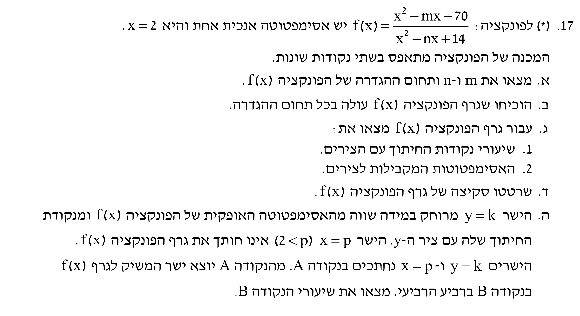 17. (*) לפונקציה: f(x) = (x² − mx − 70) / (x² − nx + 14) יש אסימפטוטה אנכית אחת והיא x = 2.
המכנה של הפונקציה מתאפס בשתי נקודות שונות.
א. מצאו את m ו-n ותחום ההגדרה של הפונקציה f(x).
ב. הוכיחו שגרף הפונקציה f(x) עולה בכל תחום ההגדרה.
ג. עבור גרף הפונקציה f(x) מצאו את:
1. שיעורי נקודות החיתוך עם הצירים.
2. האסימפטוטות המקבילות לצירים.
ד. שרטטו סקיצה של גרף הפונקציה f(x).
ה. הישר y = k מרוחק במידה שווה מהאסימפטוטה האופקית של הפונקציה f(x) ומנקודת
החיתוך שלה עם ציר ה-y. הישר x = p (2 < p) אינו חותך את גרף הפונקציה f(x).
הישרים y = k ו-x = p נחתכים בנקודה A. מהנקודה A יוצא ישר המשיק לגרף f(x)
בנקודה B ברביע הרביעי. מצאו את שיעורי הנקודה B.